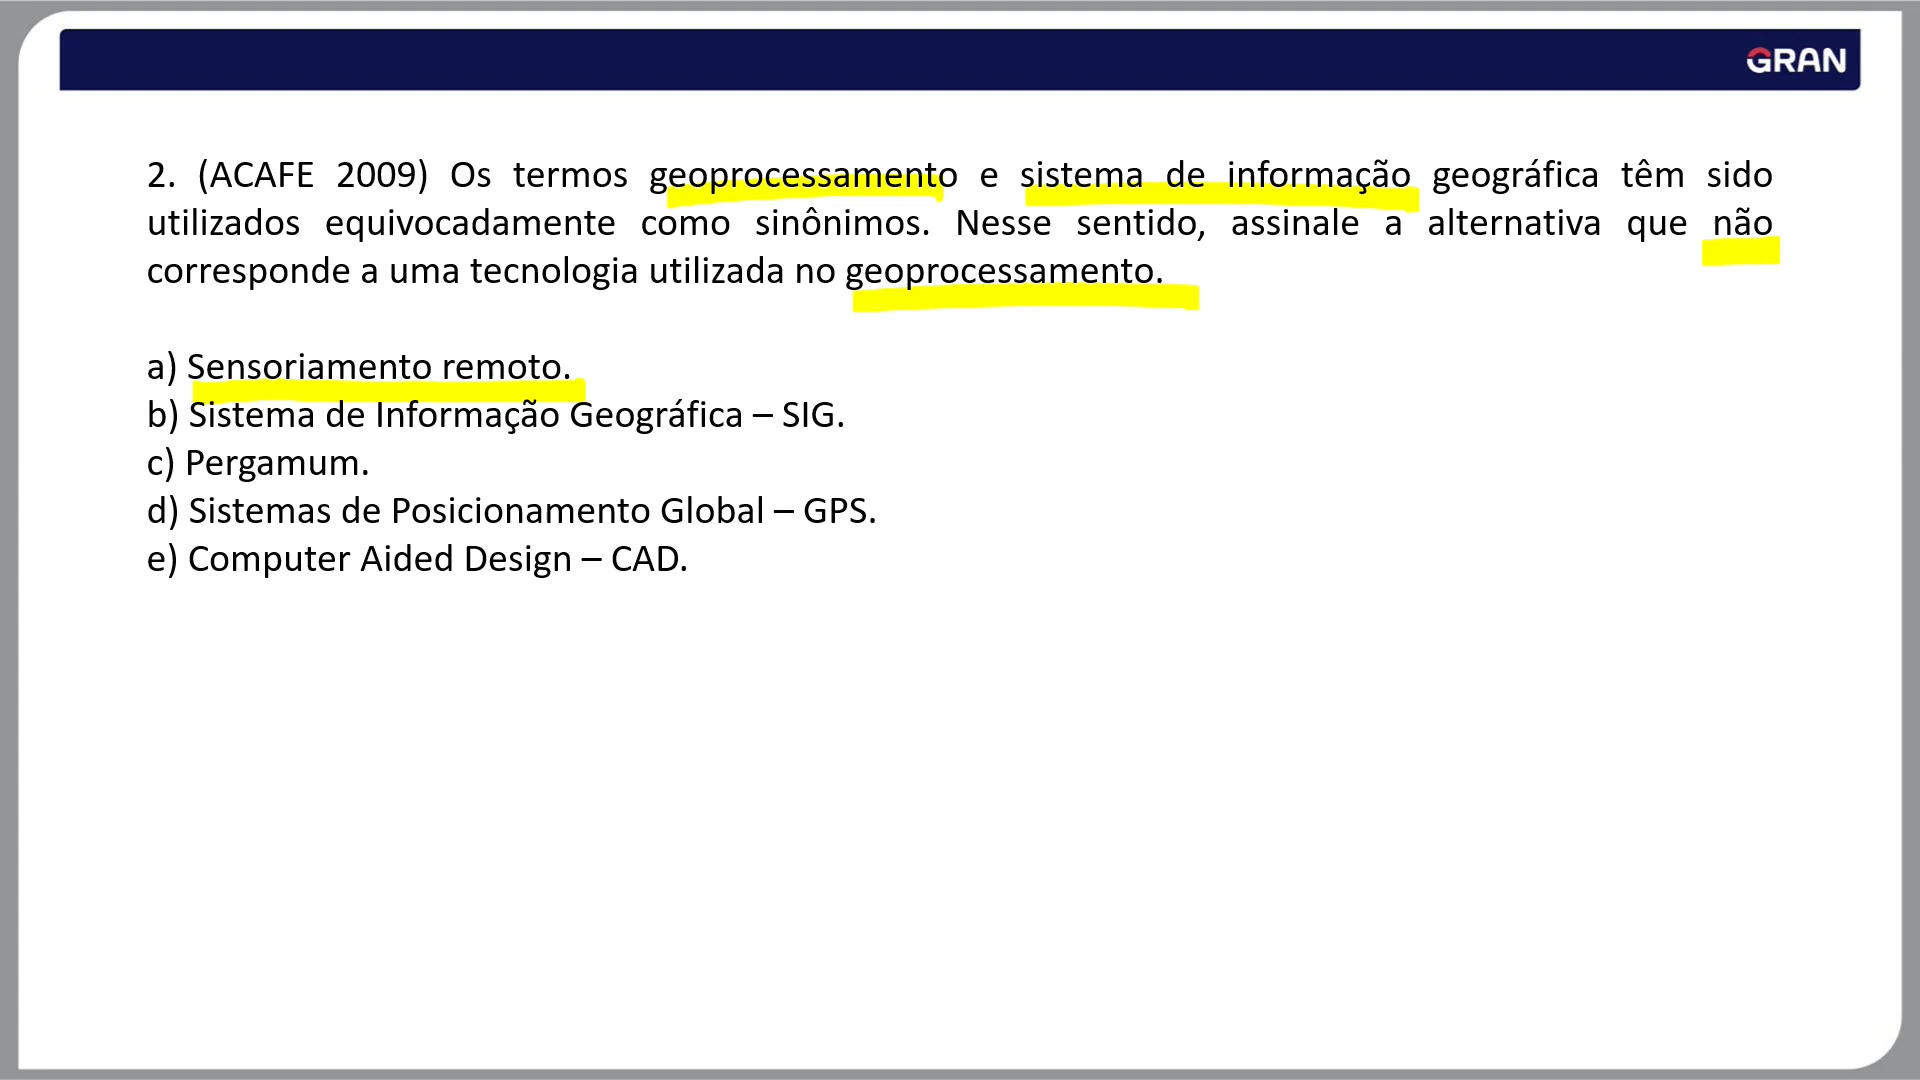 GRAN
2. (ACAFE 2009) Os termos geoprocessamento e sistema de informação geográfica têm sido
utilizados equivocadamente como sinônimos. Nesse sentido, assinale a alternativa que não
corresponde a uma tecnologia utilizada no geoprocessamento.
a) Sensoriamento remoto.
b) Sistema de Informação Geográfica – SIG.
c) Pergamum.
d) Sistemas de Posicionamento Global – GPS.
e) Computer Aided Design – CAD.